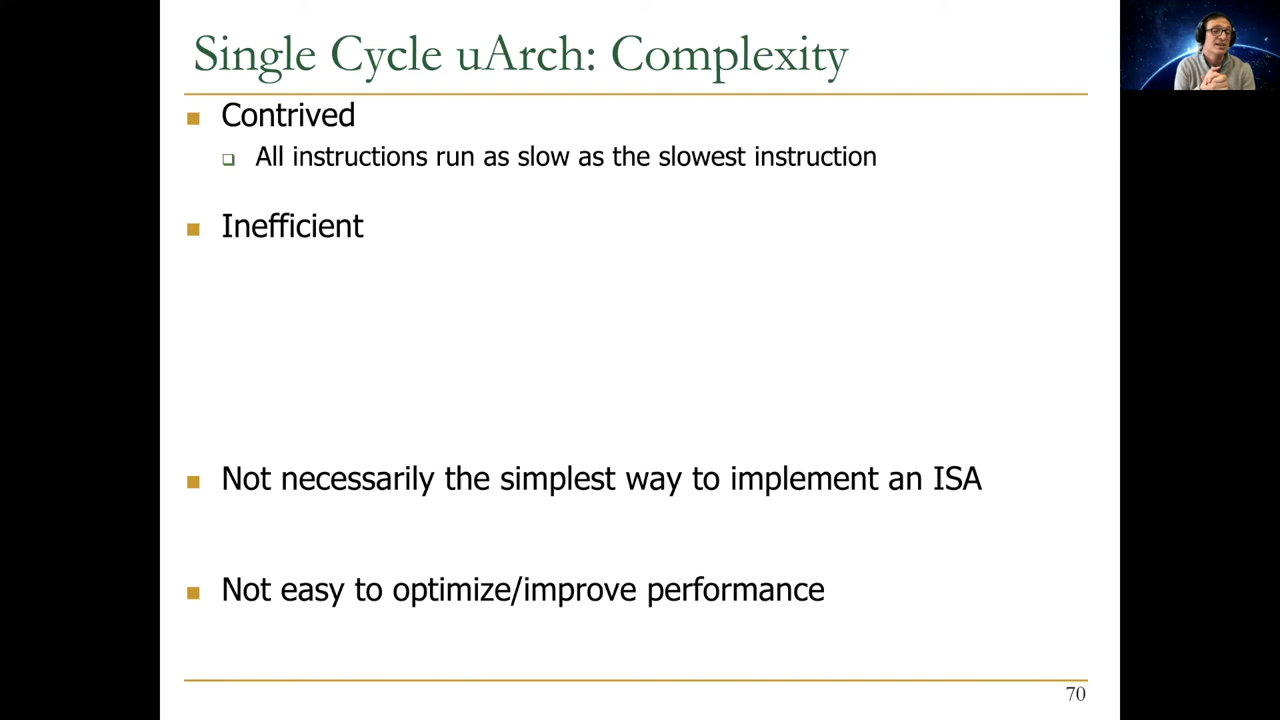 Single Cycle uArch: Complexity
Contrived
All instructions run as slow as the slowest instruction
Inefficient
Not necessarily the simplest way to implement an ISA
Not easy to optimize/improve performance
70